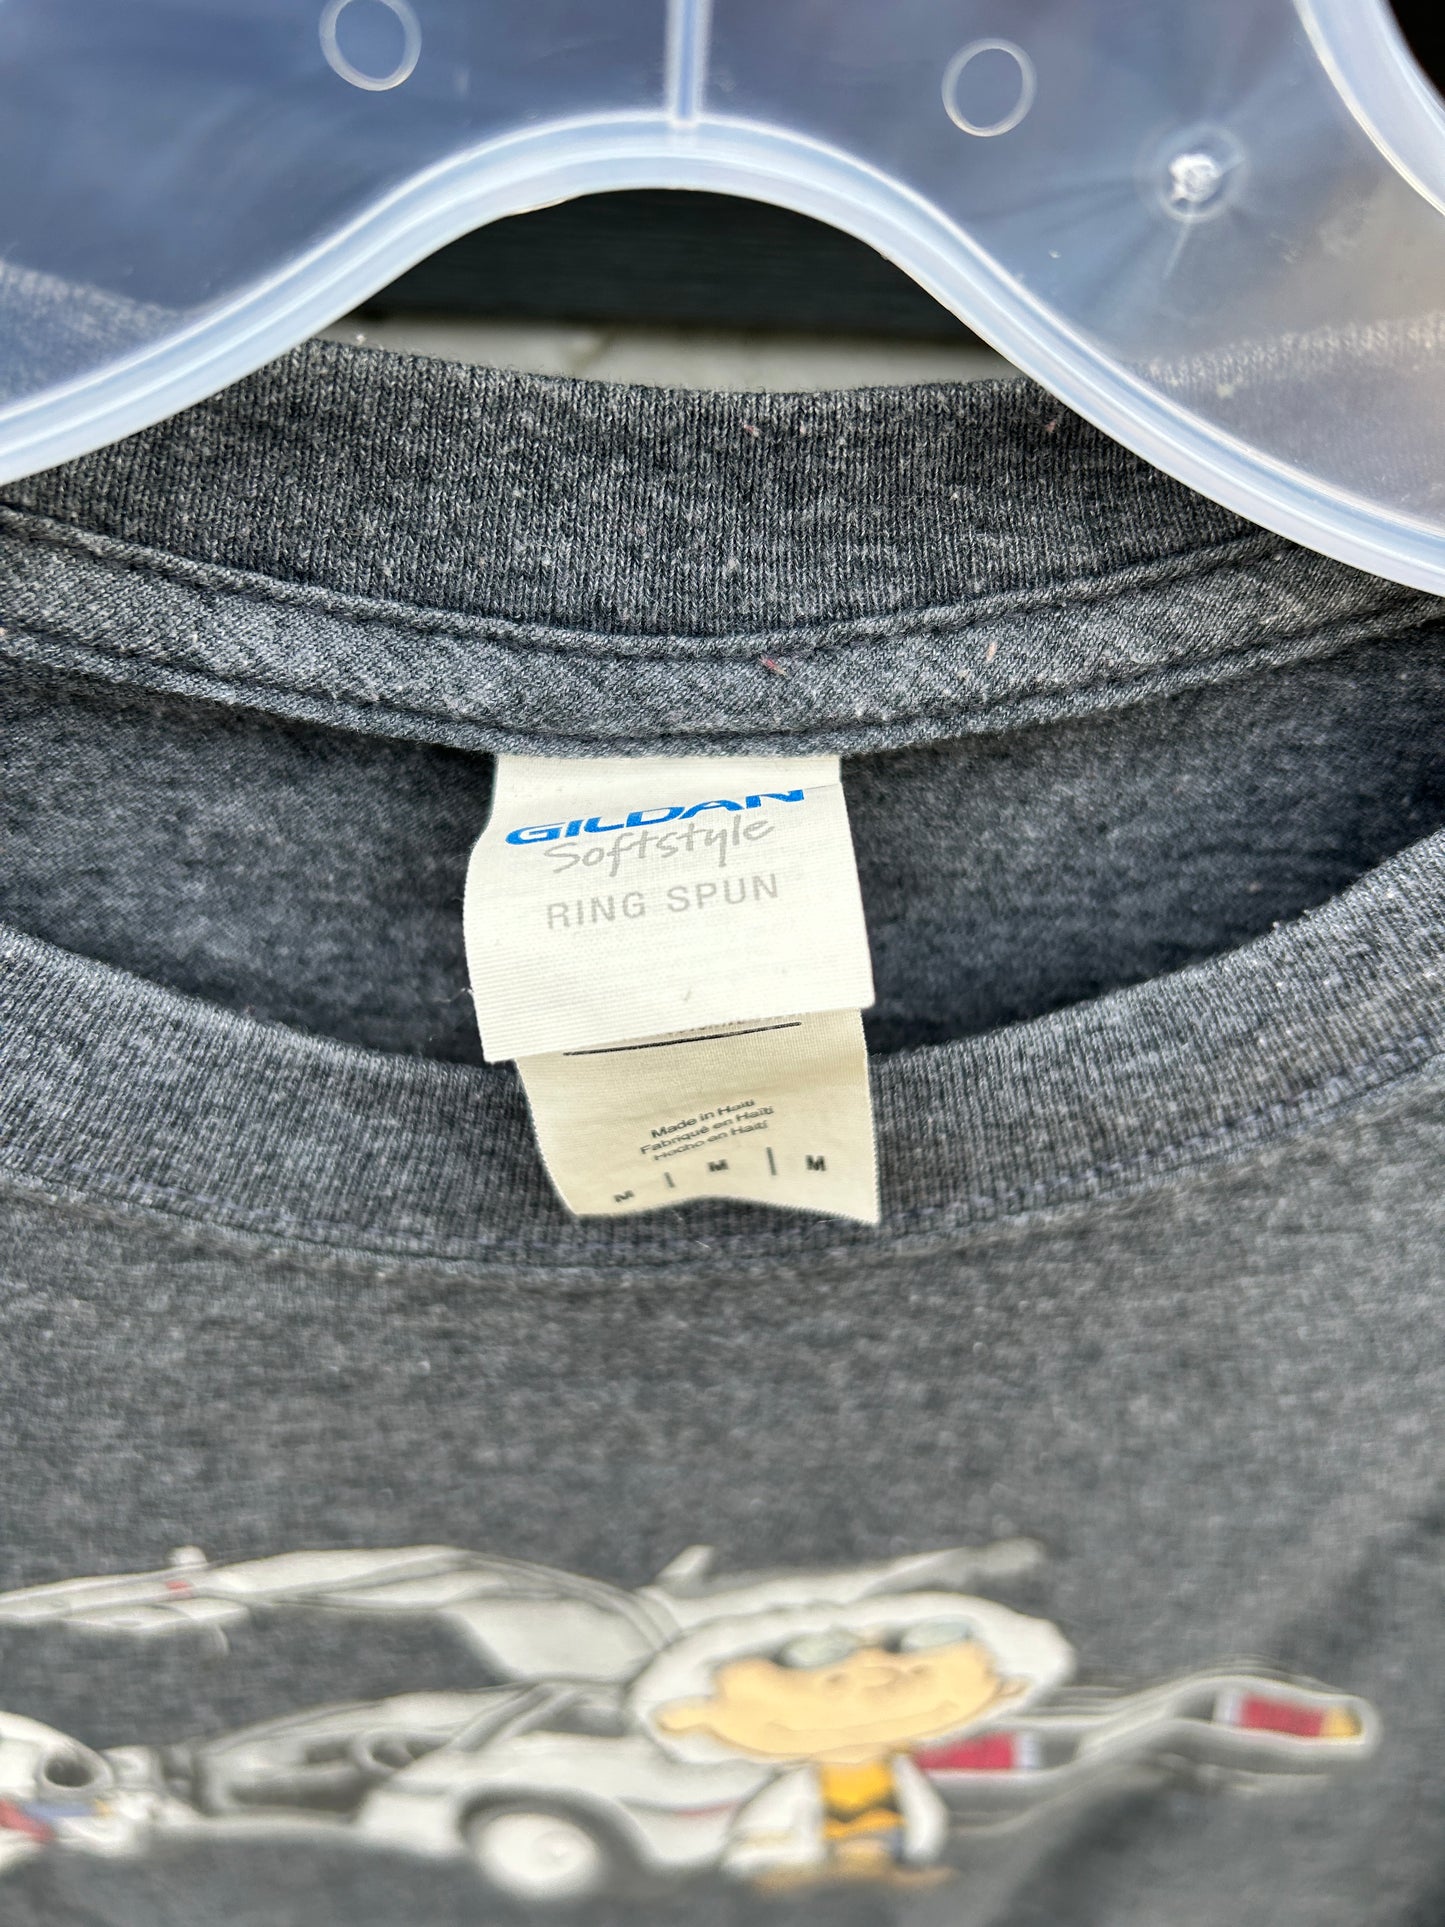 GILDAN
Softstyle
RING SPUN
Made in Haiti
Fabriqué en Haïti
Hecho en Haití
M | M | M